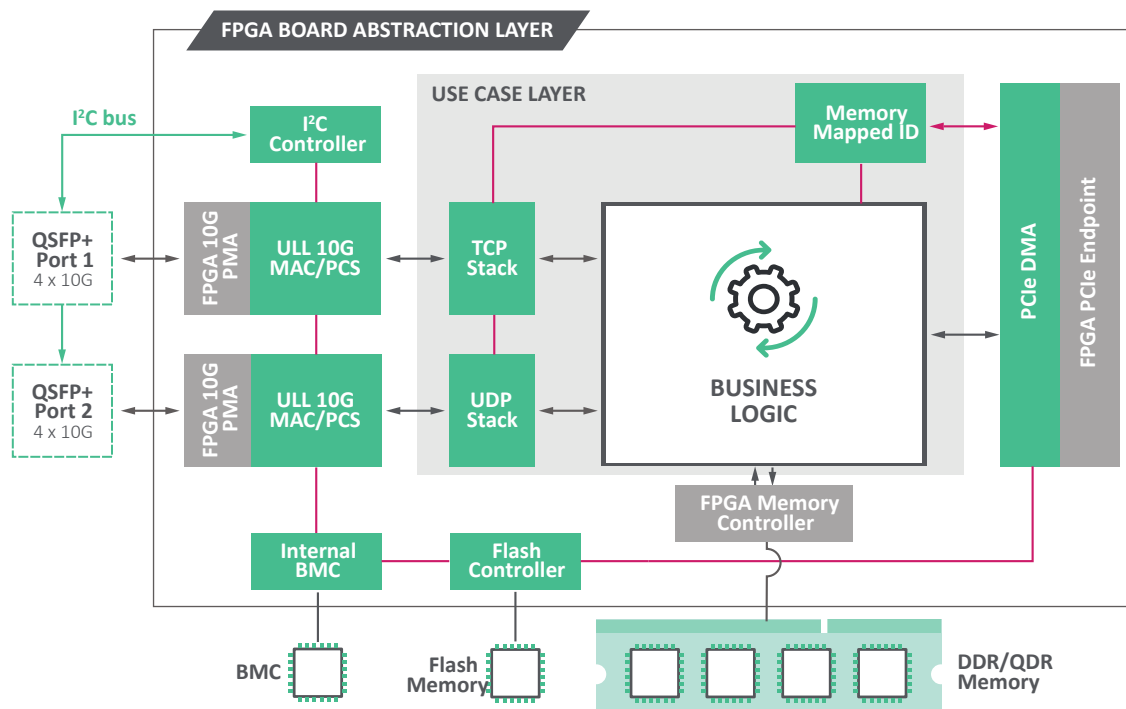 FPGA BOARD ABSTRACTION LAYER
USE CASE LAYER
I²C bus
I²C
Controller
Memory
Mapped ID
QSFP+
Port 1
4 x 10G
FPGA 10G
PMA
ULL 10G
MAC/PCS
TCP
Stack
PCIe DMA
FPGA PCIe Endpoint
QSFP+
Port 2
4 x 10G
FPGA 10G
PMA
ULL 10G
MAC/PCS
UDP
Stack
BUSINESS
LOGIC
FPGA Memory
Controller
Internal
BMC
Flash
Controller
BMC
Flash
Memory
DDR/QDR
Memory